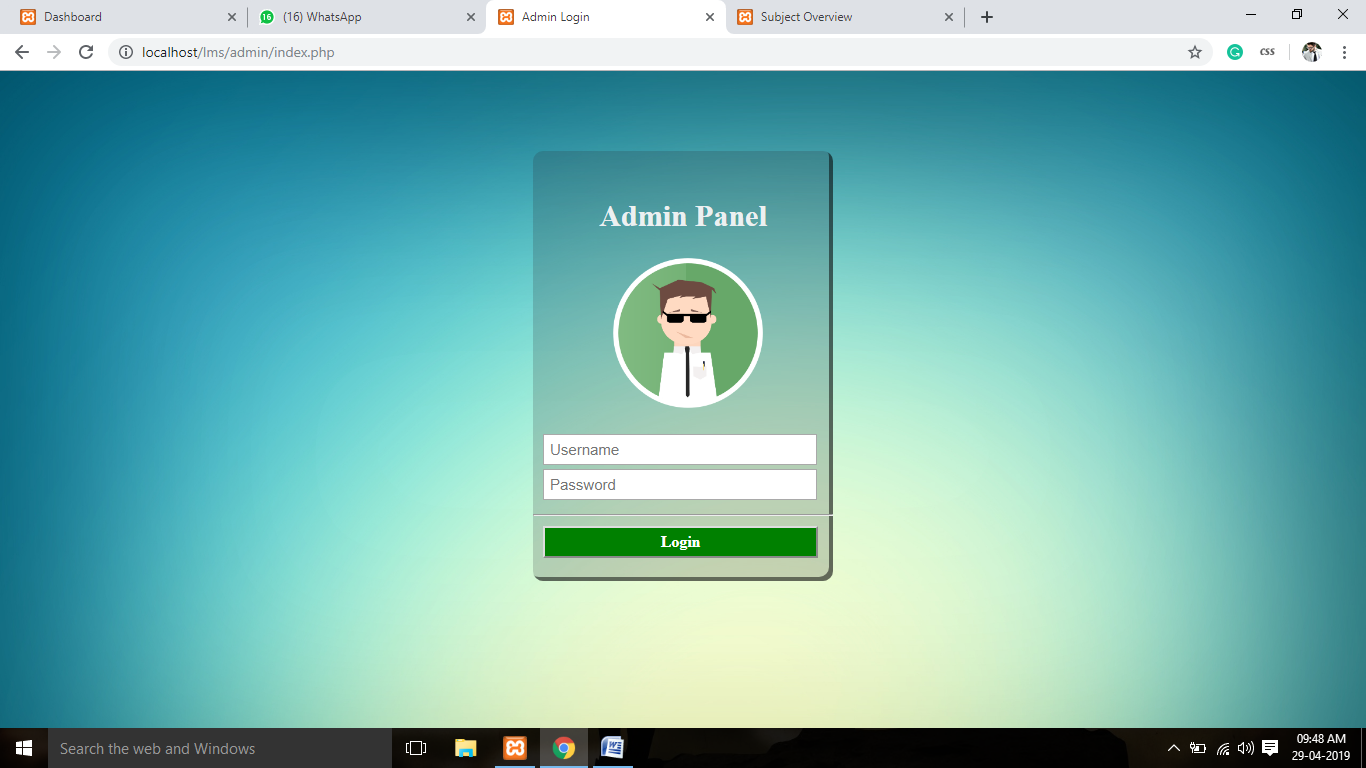 Dashboard
16
(16) WhatsApp
Admin Login
Subject Overview
localhost/lms/admin/index.php
css
Admin Panel
Username
Password
Login
Search the web and Windows
09:48 AM
29-04-2019